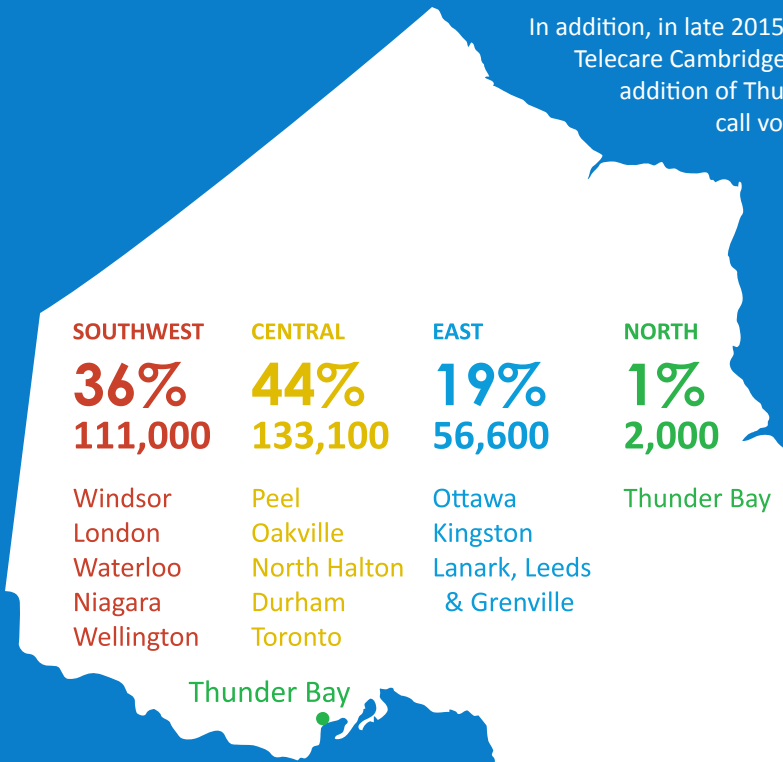 In addition, in late 2015
Telecare Cambridge
addition of
call
SOUTHWEST
36%
111,000
Windsor
London
Waterloo
Niagara
Wellington
CENTRAL
44%
133,100
Peel
Oakville
North Halton
Durham
Toronto
EAST
19%
56,600
Ottawa
Kingston
Lanark, Leeds
& Grenville
NORTH
1%
2,000
Thunder Bay
Thunder Bay